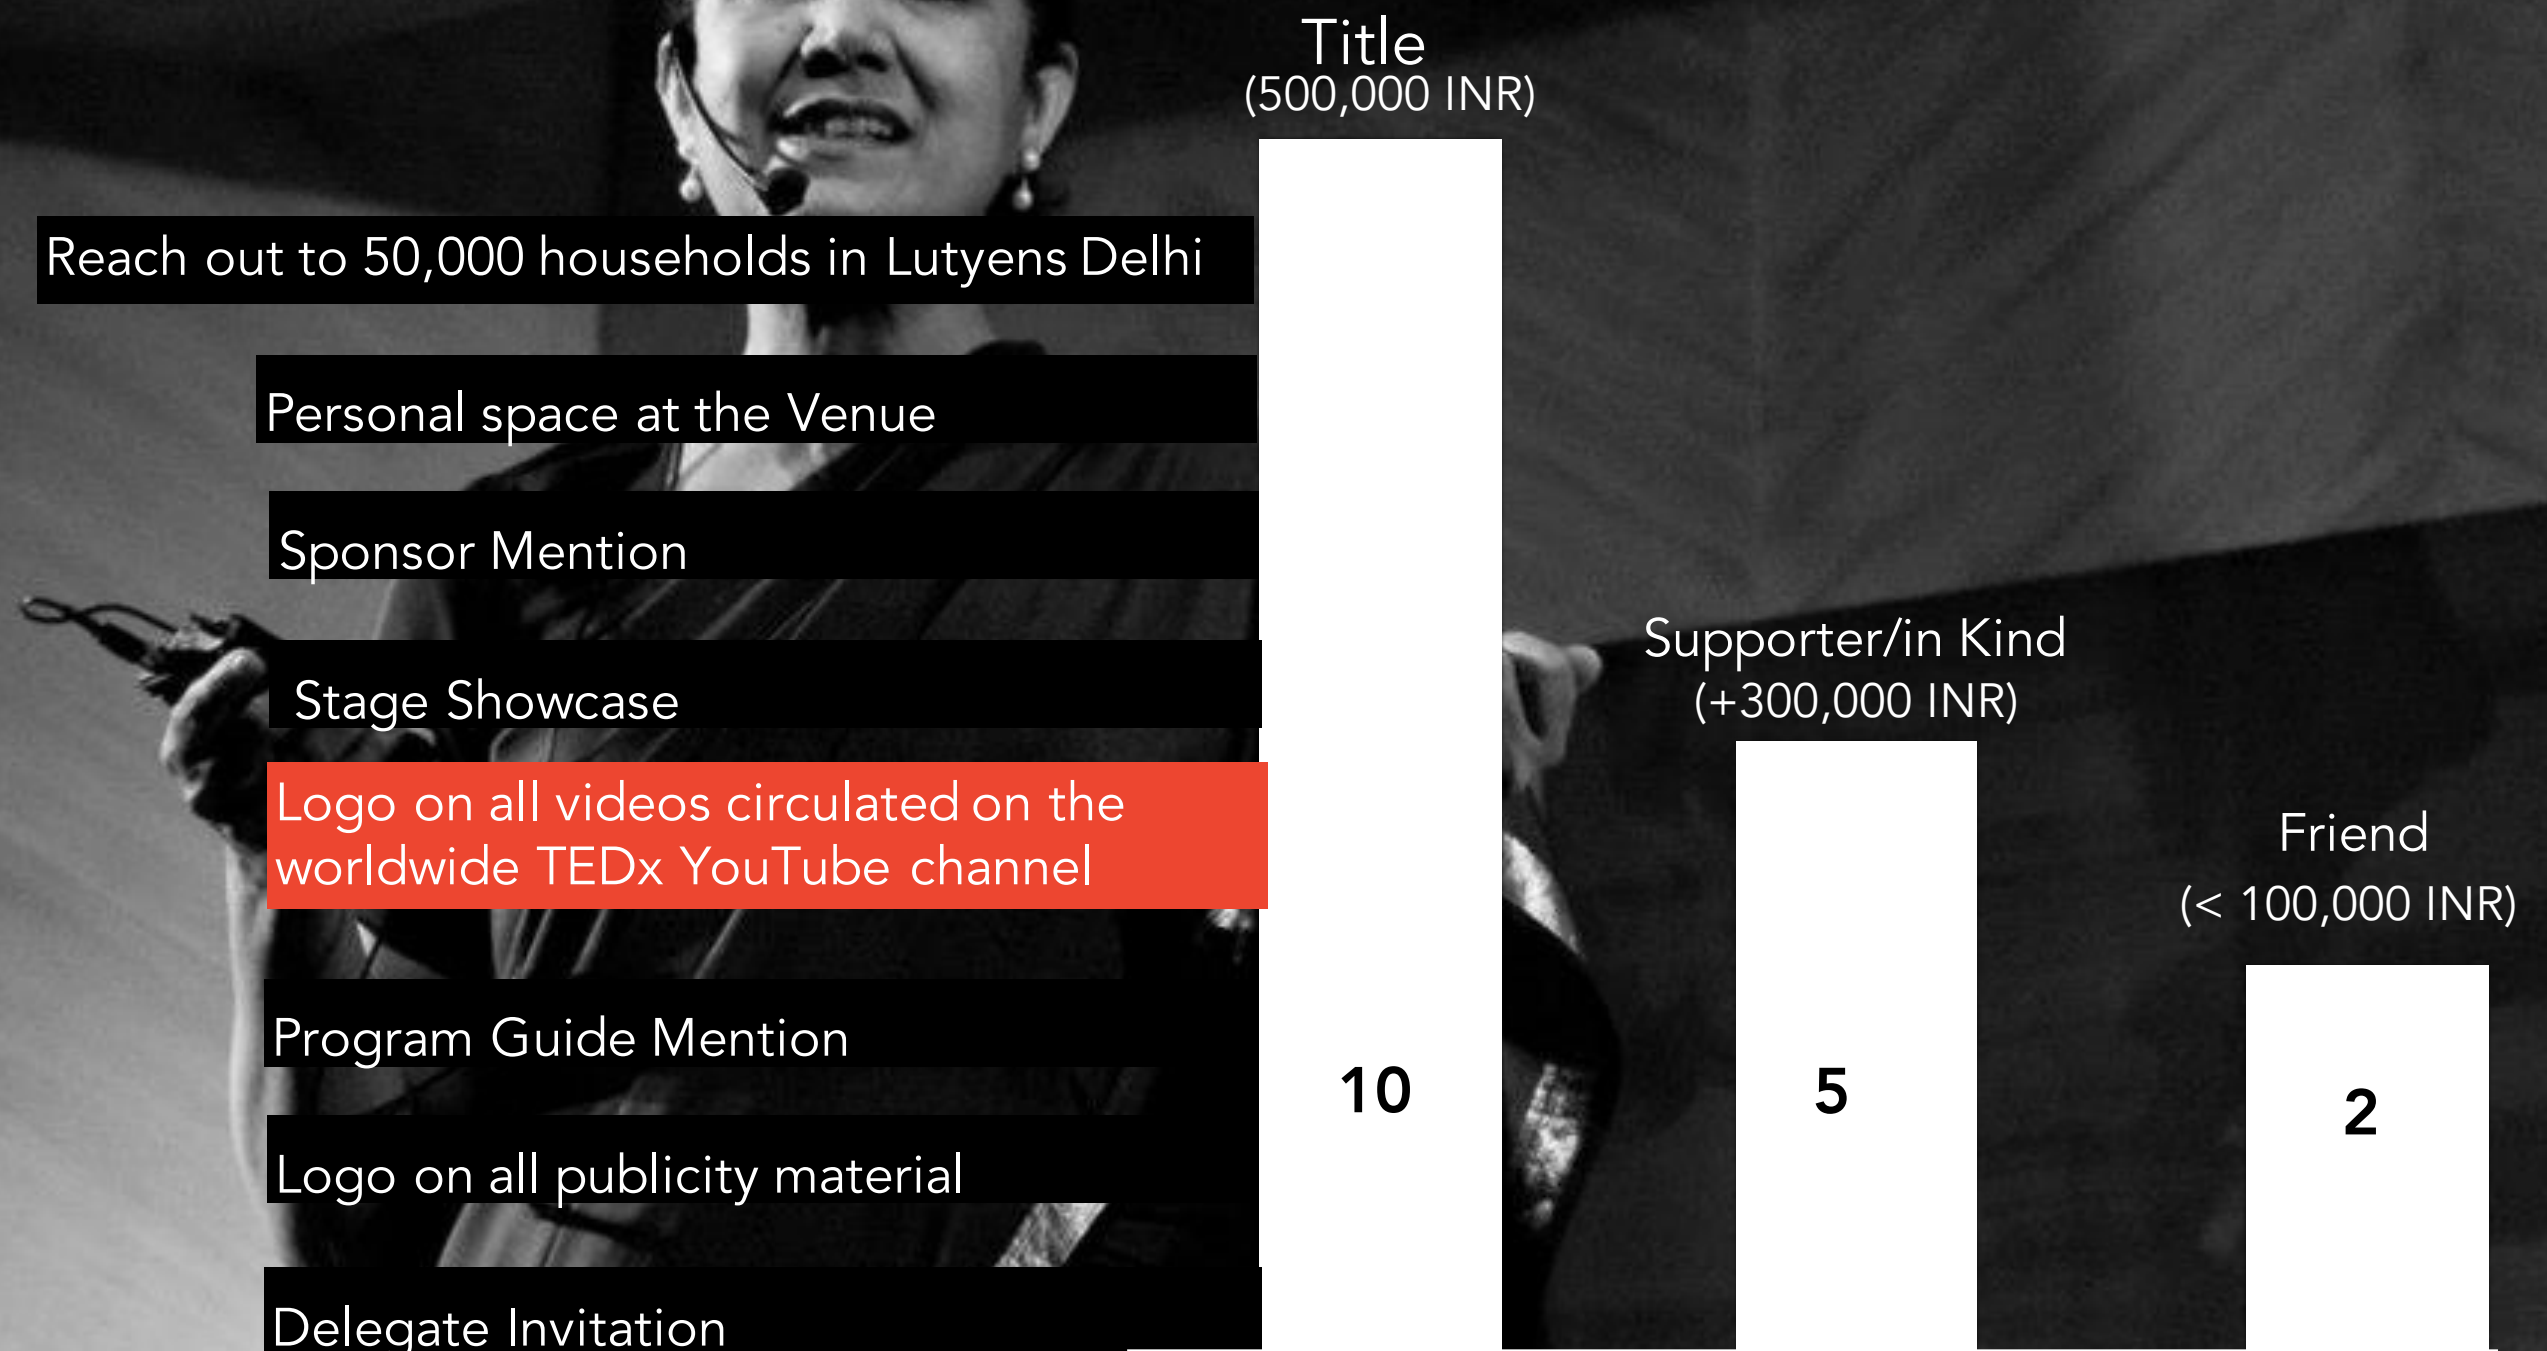 Title
(500,000 INR)
Reach out to 50,000 households in Lutyens Delhi
Personal space at the Venue
Sponsor Mention
Stage Showcase
Supporter/in Kind
(+300,000 INR)
Logo on all videos circulated on the
worldwide TEDx YouTube channel
Friend
(< 100,000 INR)
Program Guide Mention
10
5
2
Logo on all publicity material
Delegate Invitation